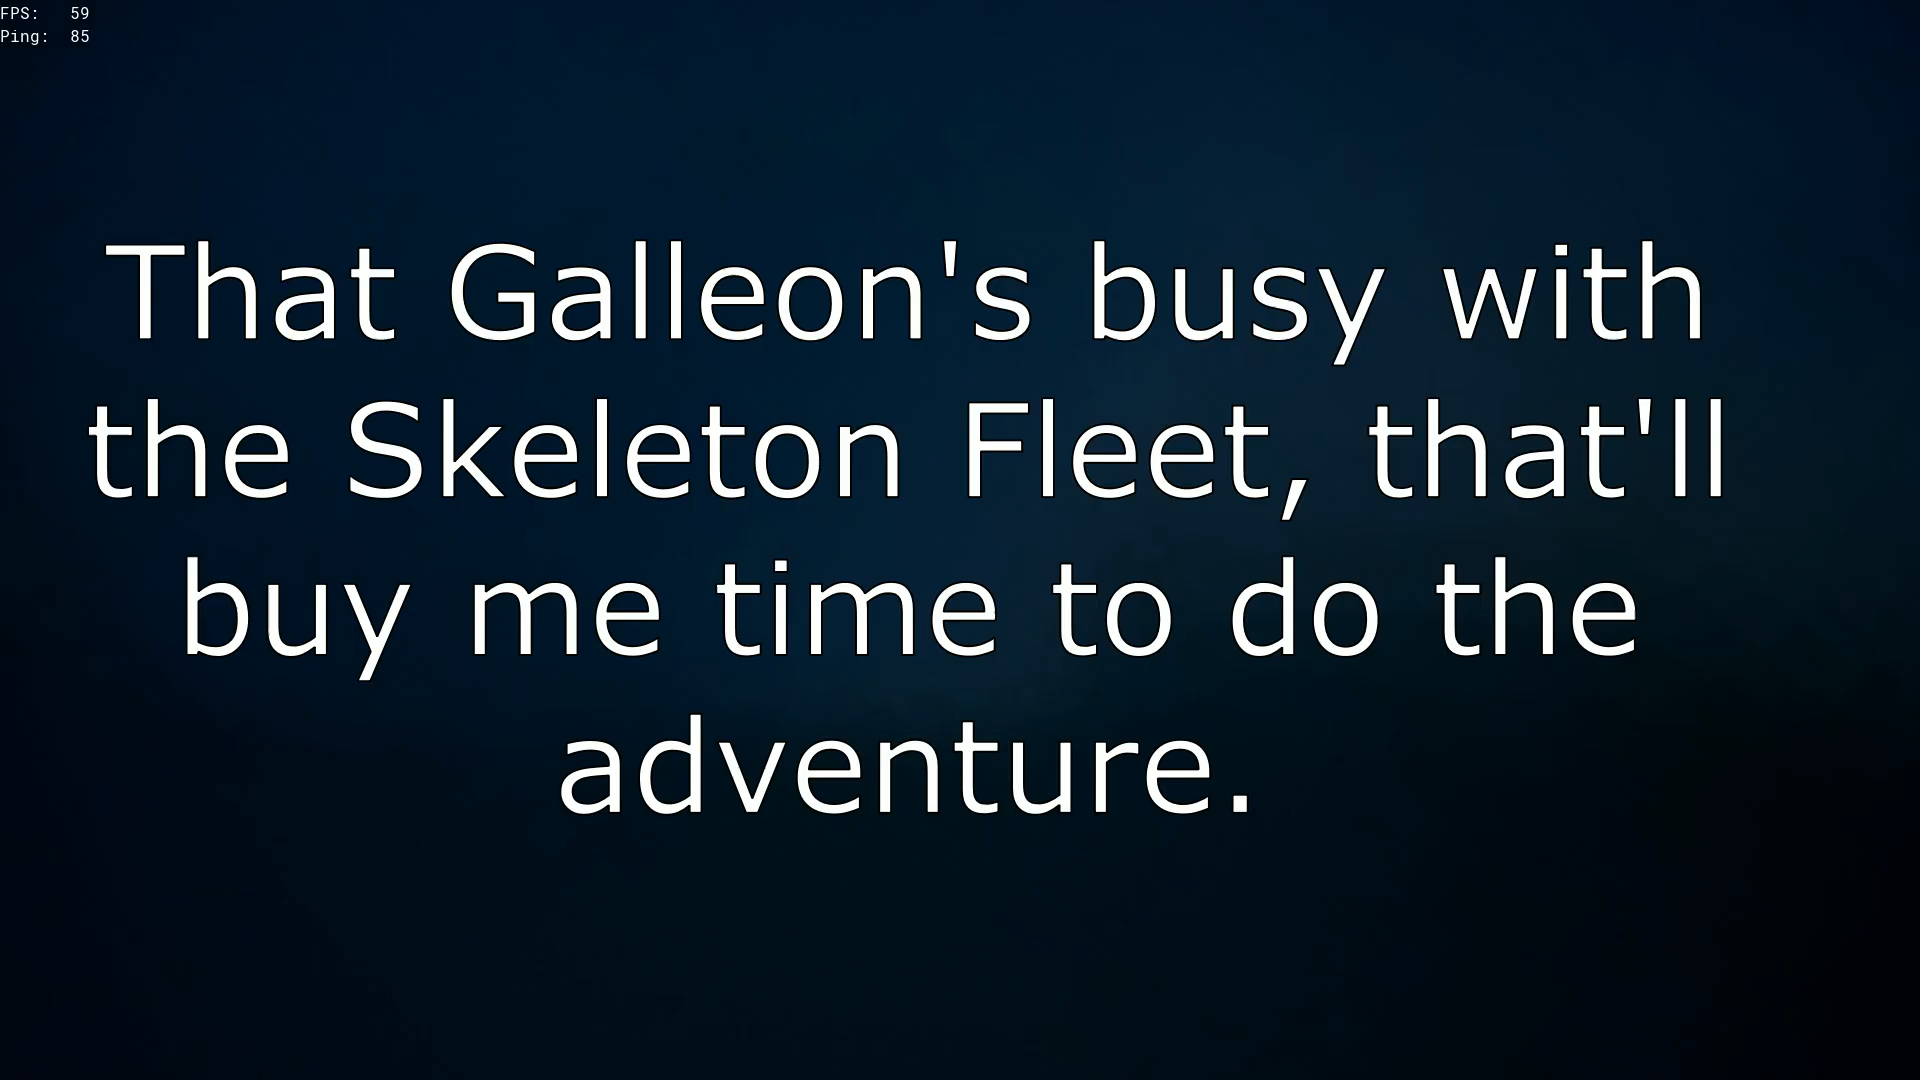 FPS: 59
Ping: 85
That Galleon's busy with
the Skeleton Fleet, that'll
buy me time to do the
adventure.